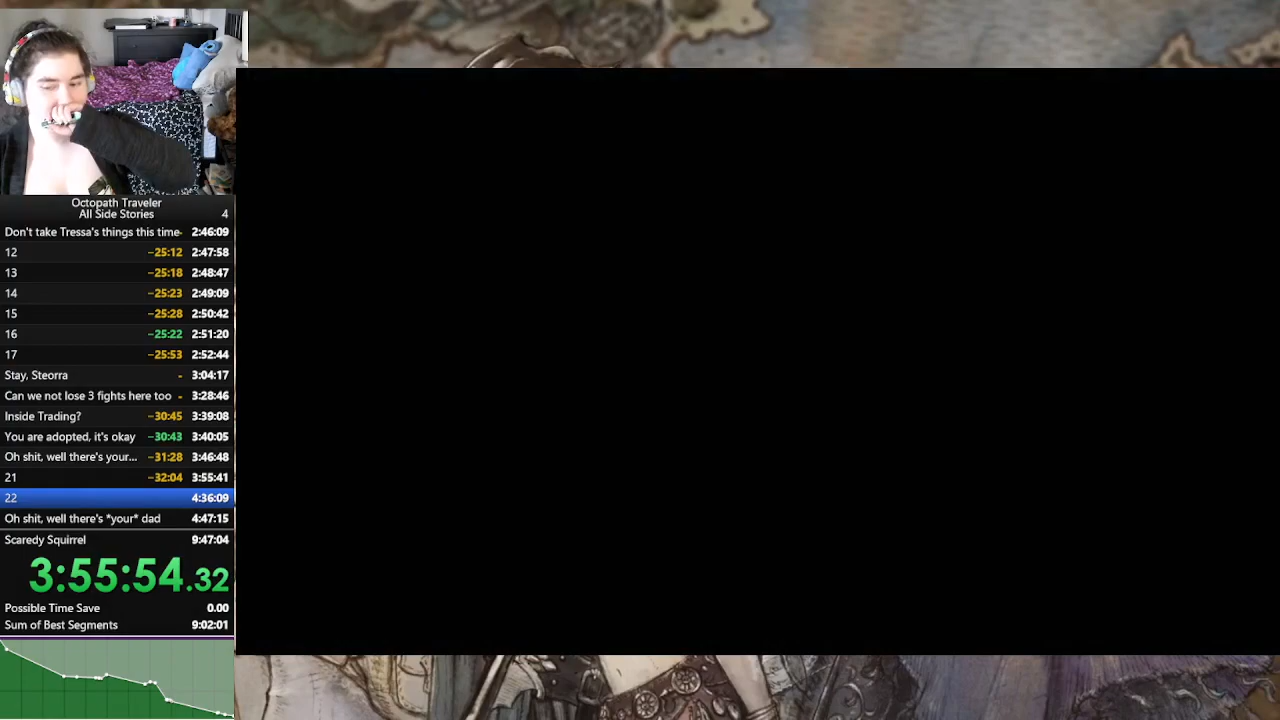 Octopath Traveler
All Side Stories 4
Don't take Tressa's things this time - 2:46:09
12 −25:12 2:47:58
13 −25:18 2:48:47
14 −25:23 2:49:09
15 −25:28 2:50:42
16 −25:22 2:51:20
17 −25:53 2:52:44
Stay, Steorra - 3:04:17
Can we not lose 3 fights here too - 3:28:46
Inside Trading? −30:45 3:39:08
You are adopted, it's okay −30:43 3:40:05
Oh shit, well there's your... −31:28 3:46:48
21 −32:04 3:55:41
22 4:36:09
Oh shit, well there's *your* dad 4:47:15
Scaredy Squirrel 9:47:04
3:55:54.32
Possible Time Save 0.00
Sum of Best Segments 9:02:01